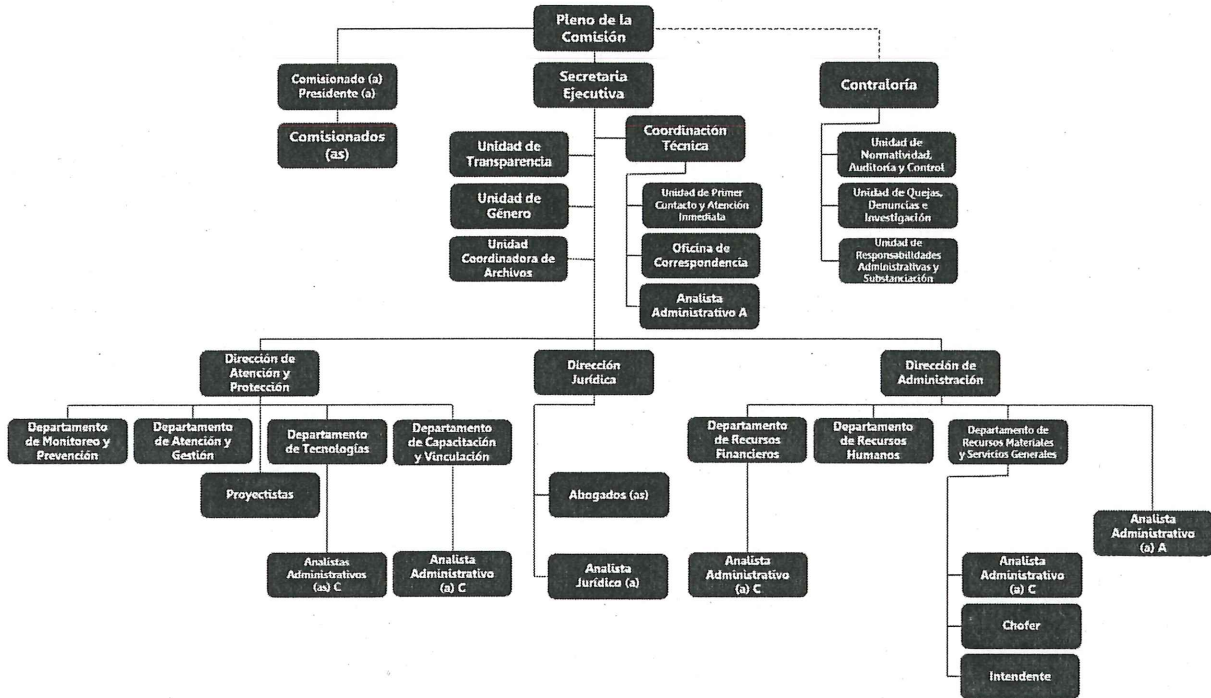 Pleno de la
Comisión
Comisionado (a)
Presidente (a)
Comisionados
(as)
Secretaria
Ejecutiva
Contraloría
Unidad de
Transparencia
Unidad de
Género
Unidad
Coordinadora de
Archivos
Coordinación
Técnica
Unidad de Primer
Contacto y Atención
Inmediata
Oficina de
Correspondencia
Analista
Administrativo A
Unidad de
Normatividad,
Auditoría y Control
Unidad de Quejas,
Denuncias e
Investigación
Unidad de
Responsabilidades
Administrativas y
Substanciación
Dirección de
Atención y
Protección
Dirección
Jurídica
Dirección de
Administración
Departamento
de Monitoreo y
Prevención
Departamento
de Atención y
Gestión
Departamento
de Tecnologías
Departamento
de Capacitación
y Vinculación
Proyectistas
Analistas
Administrativos
(as) C
Analista
Administrativo
(a) C
Abogados (as)
Analista
Jurídico (a)
Departamento
de Recursos
Financieros
Departamento
de Recursos
Humanos
Departamento de
Recursos Materiales
y Servicios Generales
Analista
Administrativo
(a) A
Analista
Administrativo
(a) C
Analista
Administrativo
(a) C
Chofer
Intendente